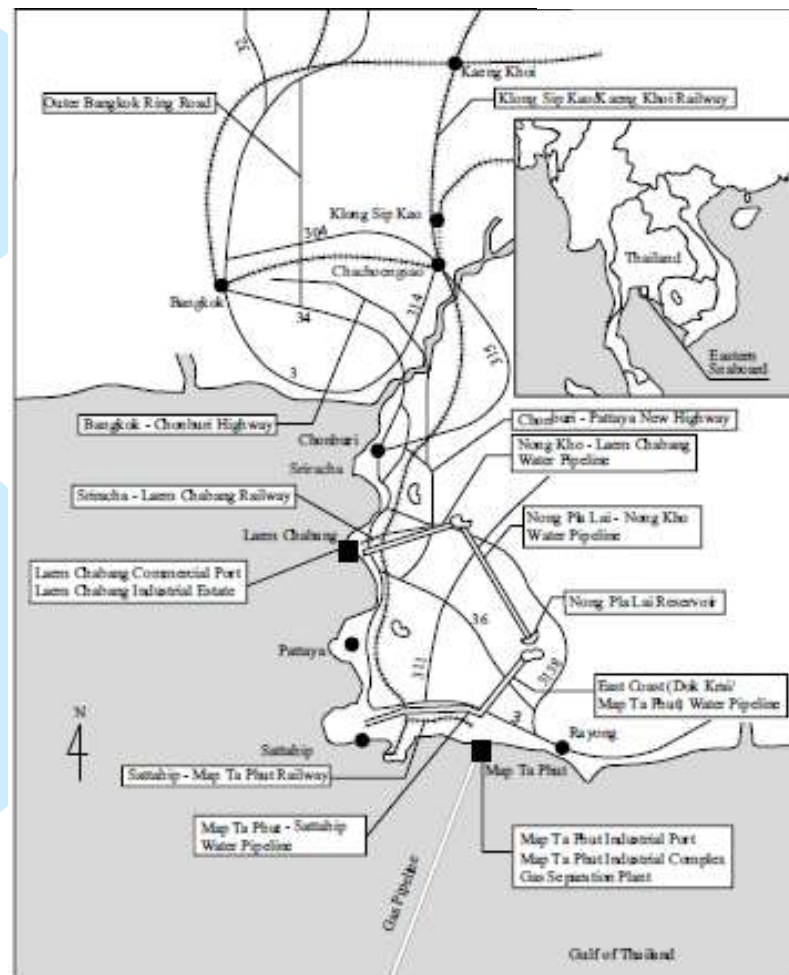 32
Kaeng Khoi
Outer Bangkok Ring Road
Klong Sip Kao/Kaeng Khoi Railway
Klong Sip Kao
304
Chachoengsao
Thailand
Bangkok
34
314
315
3
Eastern
Seaboard
Bangkok - Chonburi Highway
Chonburi - Pattaya New Highway
Chonburi
Nong Kho - Laem Chabang
Water Pipeline
Sriracha
Sriracha - Laem Chabang Railway
Nong Pla Lai - Nong Kho
Water Pipeline
Laem Chabang
Laem Chabang Commercial Port
Laem Chabang Industrial Estate
Nong Pla Lai Reservoir
36
Pattaya
3138
East Coast (Dok Krai/
Map Ta Phut) Water Pipeline
N
3
Rayong
Sattahip
Sattahip - Map Ta Phut Railway
Map Ta Phut
Map Ta Phut - Sattahip
Water Pipeline
Map Ta Phut Industrial Port
Map Ta Phut Industrial Complex
Gas Separation Plant
Gas Pipeline
Gulf of Thailand